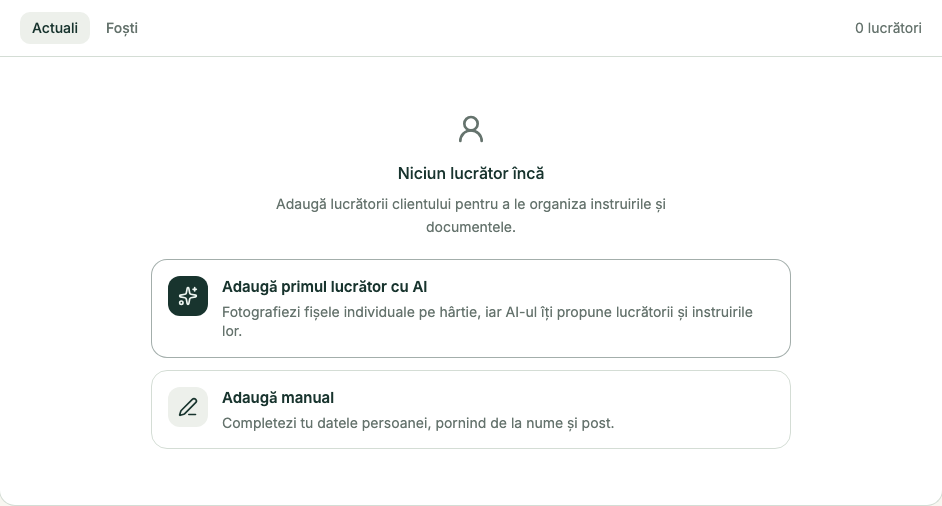 Actuali
Foști
0 lucrători
Niciun lucrător încă
Adaugă lucrătorii clientului pentru a le organiza instruirile și
documentele.
Adaugă primul lucrător cu AI
Fotografiezi fișele individuale pe hârtie, iar AI-ul îți propune lucrătorii și instruirile
lor.
Adaugă manual
Completezi tu datele persoanei, pornind de la nume și post.